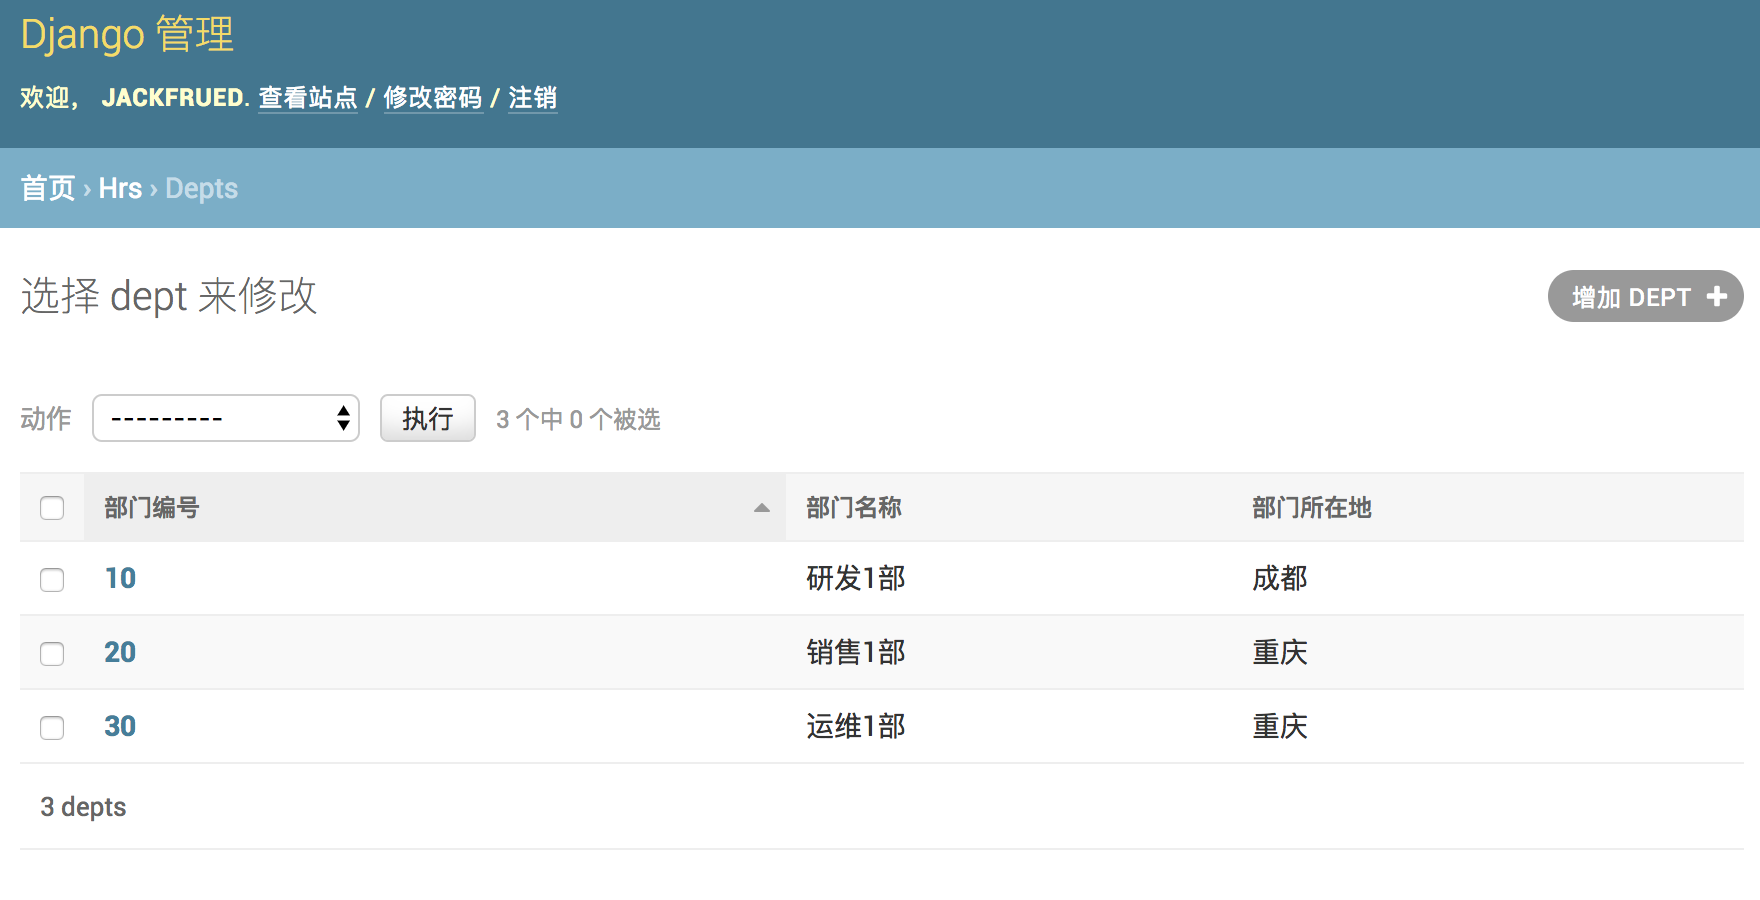 Django 管理
欢迎， JACKFRUED. 查看站点 / 修改密码 / 注销
首页 › Hrs › Depts
选择 dept 来修改
增加 DEPT
动作 --------- 执行 3 个中 0 个被选
部门编号 部门名称 部门所在地
10 研发1部 成都
20 销售1部 重庆
30 运维1部 重庆
3 depts